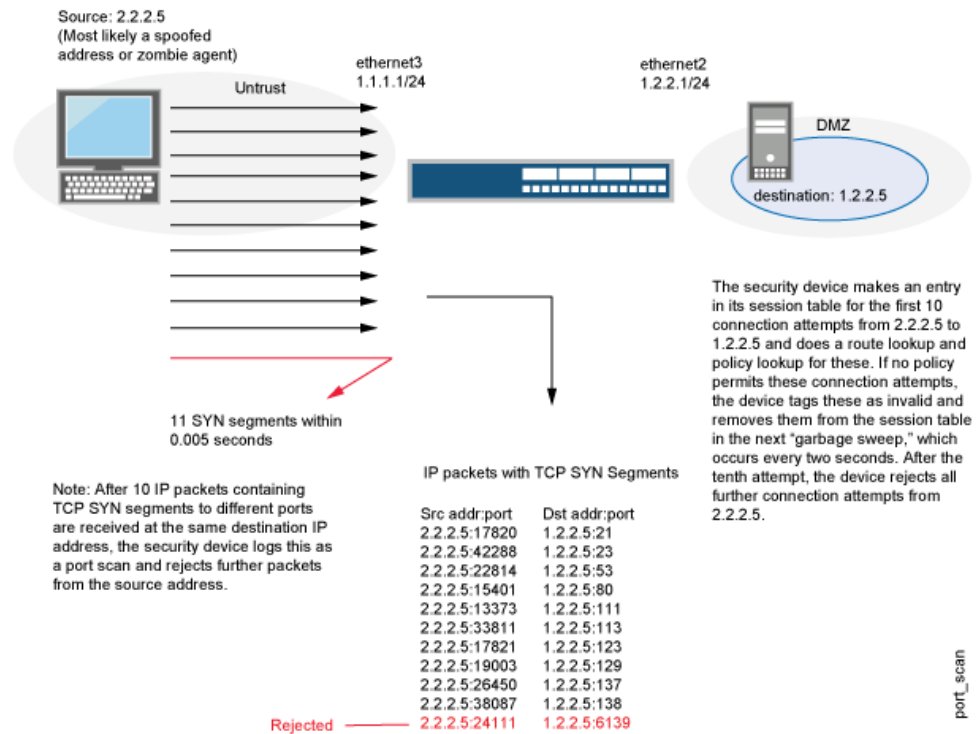 Source: 2.2.2.5
(Most likely a spoofed
address or zombie agent)
Untrust
ethernet3
1.1.1.1/24
ethernet2
1.2.2.1/24
DMZ
destination: 1.2.2.5
11 SYN segments within
0.005 seconds
Note: After 10 IP packets containing
TCP SYN segments to different ports
are received at the same destination IP
address, the security device logs this as
a port scan and rejects further packets
from the source address.
The security device makes an entry
in its session table for the first 10
connection attempts from 2.2.2.5 to
1.2.2.5 and does a route lookup and
policy lookup for these. If no policy
permits these connection attempts,
the device tags these as invalid and
removes them from the session table
in the next “garbage sweep,” which
occurs every two seconds. After the
tenth attempt, the device rejects all
further connection attempts from
2.2.2.5.
IP packets with TCP SYN Segments
Src addr:port Dst addr:port
2.2.2.5:17820 1.2.2.5:21
2.2.2.5:42288 1.2.2.5:23
2.2.2.5:22814 1.2.2.5:53
2.2.2.5:15401 1.2.2.5:80
2.2.2.5:13373 1.2.2.5:111
2.2.2.5:33811 1.2.2.5:113
2.2.2.5:17821 1.2.2.5:123
2.2.2.5:19003 1.2.2.5:129
2.2.2.5:26450 1.2.2.5:137
2.2.2.5:38087 1.2.2.5:138
Rejected 2.2.2.5:24111 1.2.2.5:6139
port_scan